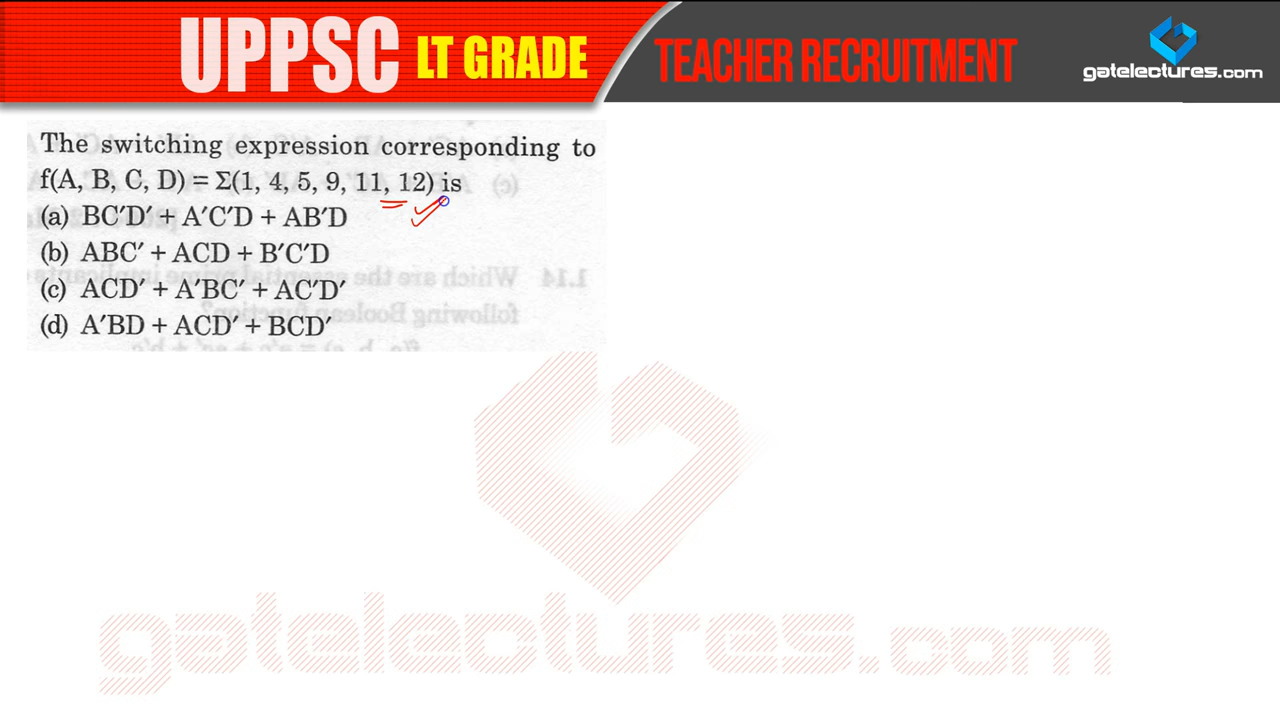 UPPSC LT GRADE TEACHER RECRUITMENT
gatelectures.com
The switching expression corresponding to
f(A, B, C, D) = Σ(1, 4, 5, 9, 11, 12) is
(a) BC′D′ + A′C′D + AB′D
(b) ABC′ + ACD + B′C′D
(c) ACD′ + A′BC′ + AC′D′
(d) A′BD + ACD′ + BCD′
gatelectures.com